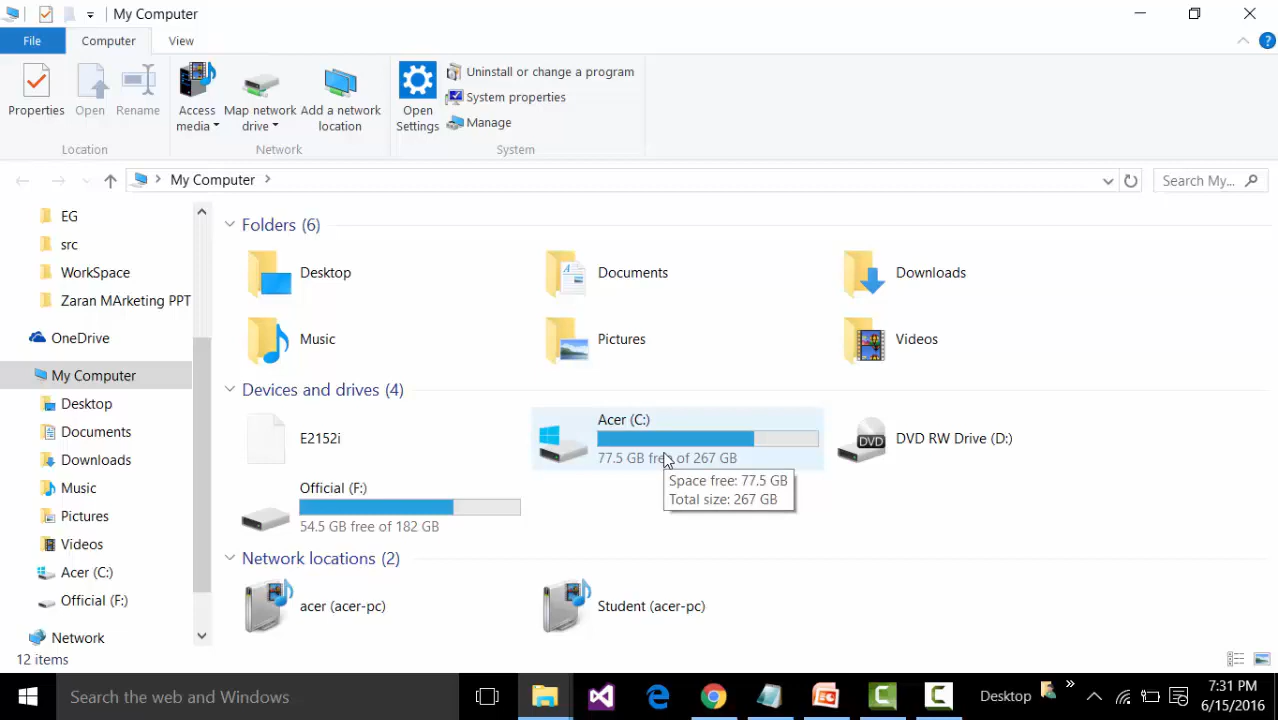 My Computer
File
Computer
View
Properties
Open
Rename
Access media
Map network drive
Add a network location
Open Settings
Uninstall or change a program
System properties
Manage
Location
Network
System
My Computer
Search My...
EG
src
WorkSpace
Zaran MArketing PPT
OneDrive
My Computer
Desktop
Documents
Downloads
Music
Pictures
Videos
Acer (C:)
Official (F:)
Network
Folders (6)
Desktop
Documents
Downloads
Music
Pictures
Videos
Devices and drives (4)
E2152i
Acer (C:)
77.5 GB free of 267 GB
Space free: 77.5 GB
Total size: 267 GB
DVD RW Drive (D:)
DVD
Official (F:)
54.5 GB free of 182 GB
Network locations (2)
acer (acer-pc)
Student (acer-pc)
12 items
Search the web and Windows
Desktop
7:31 PM
6/15/2016